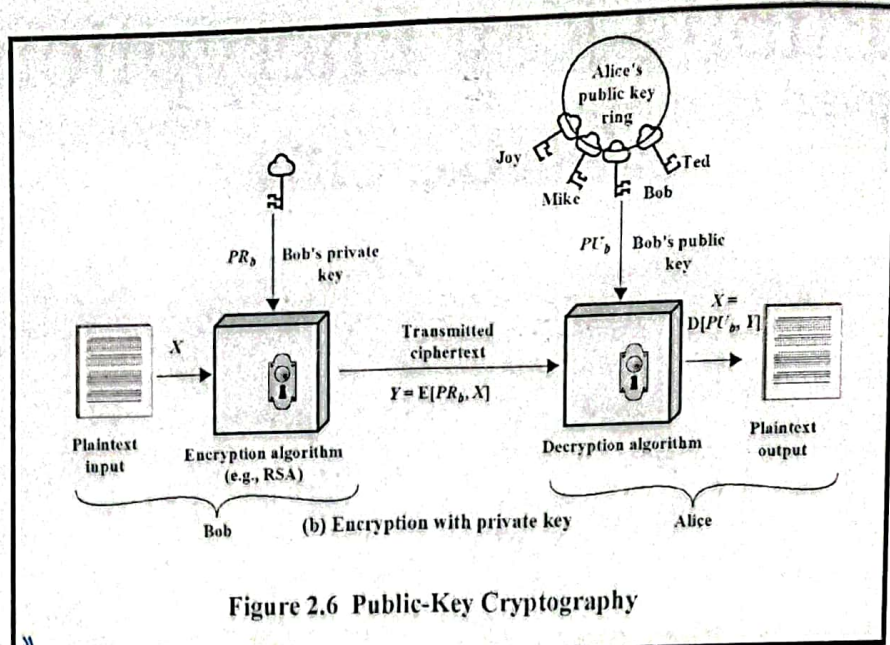 Alice's
public key
ring
Joy
Mike
Bob
Ted
PR_b
Bob's private
key
PU_b
Bob's public
key
X
Transmitted
ciphertext
Y = E[PR_b, X]
X =
D[PU_b, Y]
Plaintext
input
Encryption algorithm
(e.g., RSA)
Decryption algorithm
Plaintext
output
Bob
(b) Encryption with private key
Alice
Figure 2.6 Public-Key Cryptography